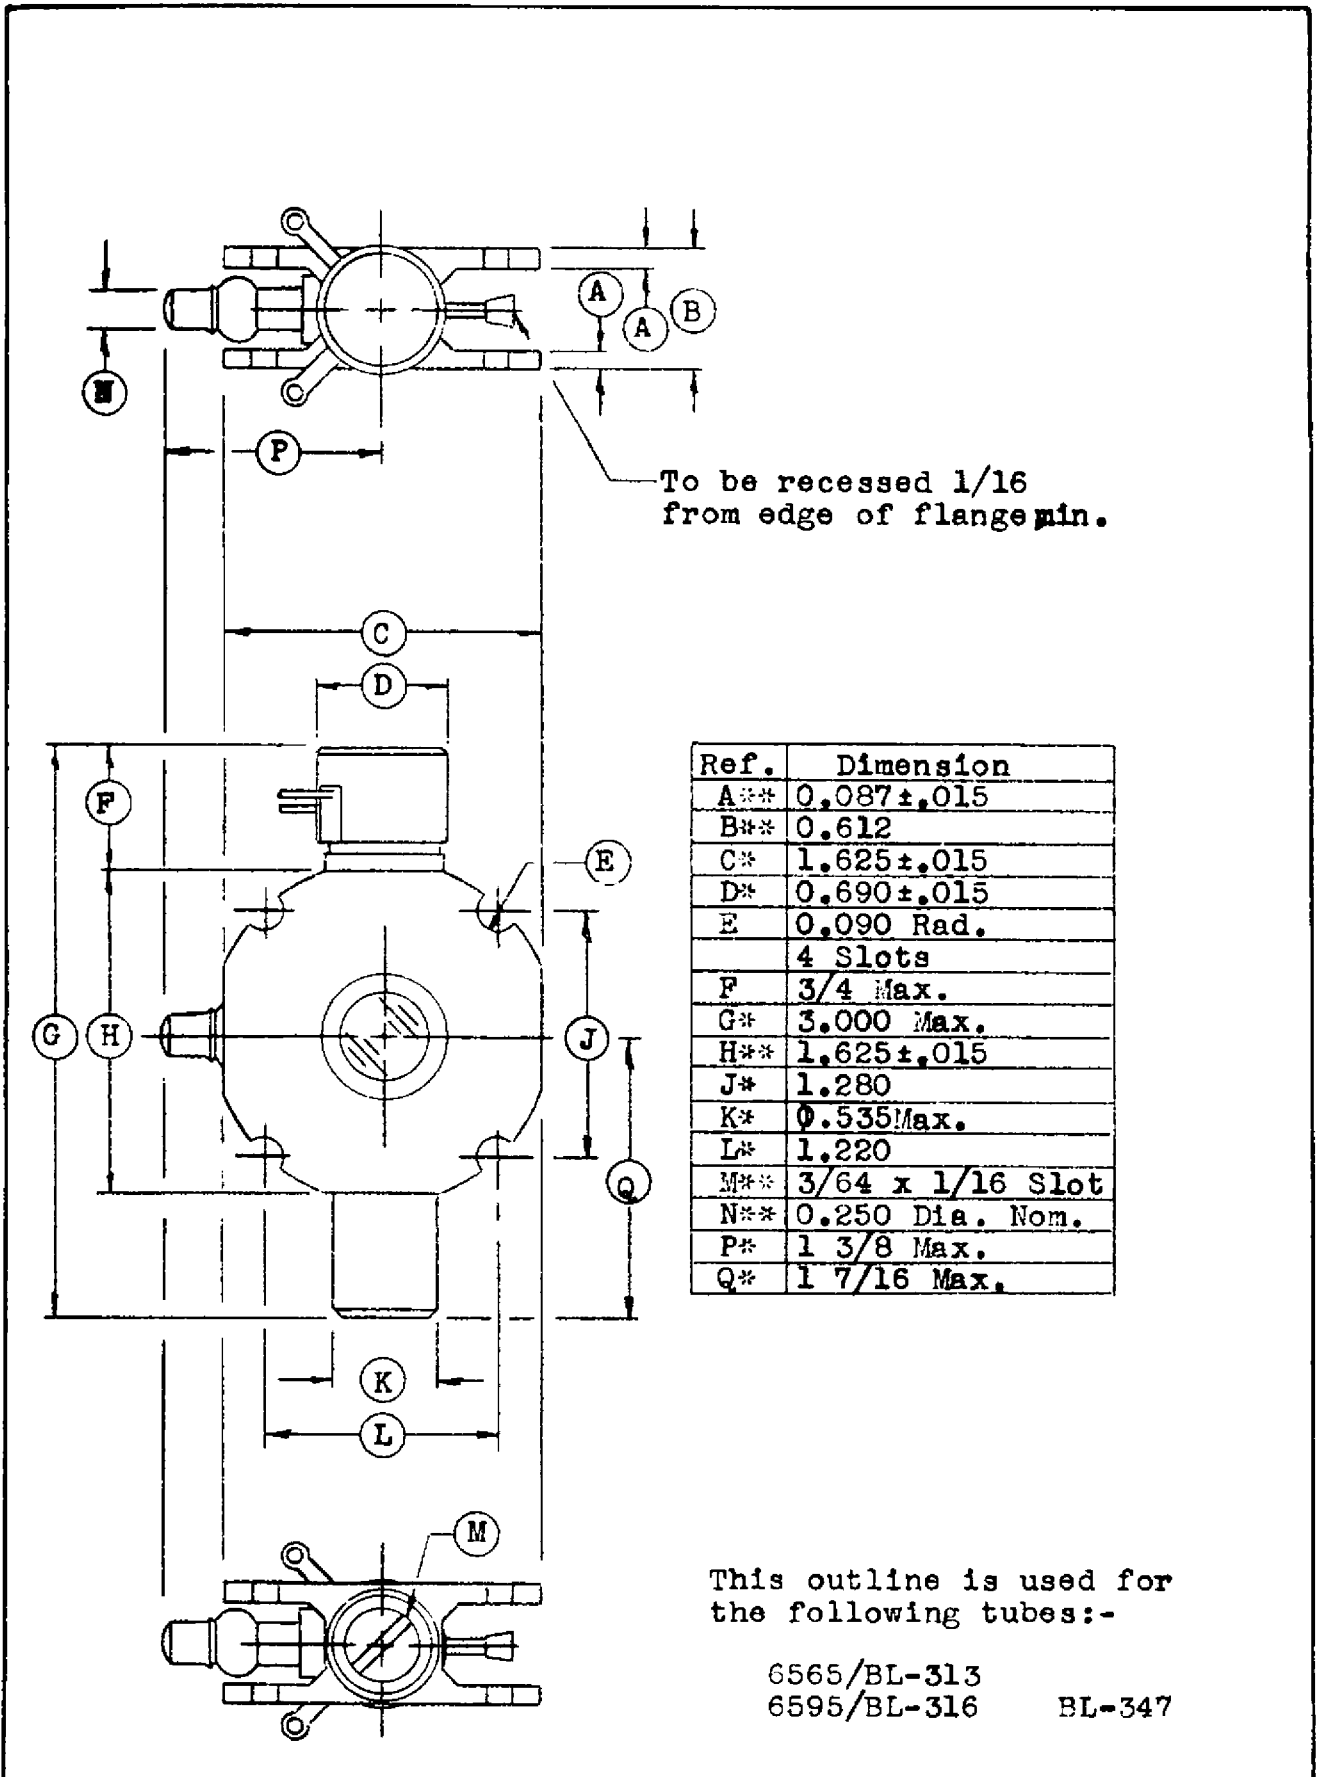 A
B
A
N
P
To be recessed 1/16
from edge of flange min.
C
D
F
E
G
H
J
Q
K
L
M
Ref. Dimension
A** 0.087±.015
B** 0.612
C* 1.625±.015
D* 0.690±.015
E 0.090 Rad.
4 Slots
F 3/4 Max.
G* 3.000 Max.
H** 1.625±.015
J* 1.280
K* 0.535Max.
L* 1.220
M** 3/64 x 1/16 Slot
N** 0.250 Dia. Nom.
P* 1 3/8 Max.
Q* 1 7/16 Max.
This outline is used for
the following tubes:-
6565/BL-313
6595/BL-316 BL-347